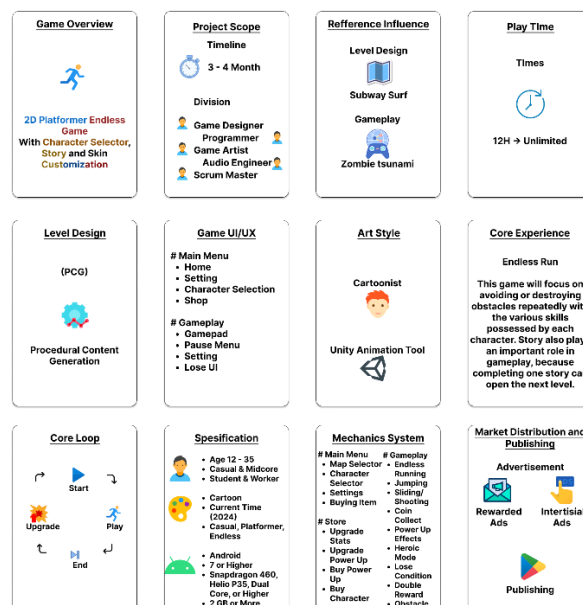 Game Overview
2D Platformer Endless
Game
With Character Selector,
Story and Skin
Customization
Project Scope
Timeline
3 - 4 Month
Division
Game Designer
Programmer
Game Artist
Audio Engineer
Scrum Master
Refference Influence
Level Design
Subway Surf
Gameplay
Zombie tsunami
Play TIme
TImes
12H → Unlimited
Level Design
(PCG)
Procedural Content
Generation
Game UI/UX
# Main Menu
• Home
• Setting
• Character Selection
• Shop
# Gameplay
• Gamepad
• Pause Menu
• Setting
• Lose UI
Art Style
Cartoonist
Unity Animation Tool
Core Experience
Endless Run
This game will focus on
avoiding or destroying
obstacles repeatedly wit
the various skills
possessed by each
character. Story also play
an important role in
gameplay, because
completing one story ca
open the next level.
Core Loop
Start
Upgrade
Play
End
Spesification
• Age 12 - 35
• Casual & Midcore
• Student & Worker
• Cartoon
• Current Time
(2024)
• Casual, Platformer,
Endless
• Android
• 7 or Higher
• Snapdragon 460,
Helio P35, Dual
Core, or Higher
• 2 GB or More
Mechanics System
# Main Menu
• Map Selector
• Character
Selector
• Settings
• Buying Item
# Store
• Upgrade
Stats
• Upgrade
Power Up
• Buy Power
Up
• Buy
Character
# Gameplay
• Endless
Running
• Jumping
• Sliding/
Shooting
• Coin
Collect
• Power Up
Effects
• Heroic
Mode
• Lose
Condition
• Double
Reward
• Obstacle
Market Distribution and
Publishing
Advertisement
Rewarded
Ads
Intertisial
Ads
Publishing